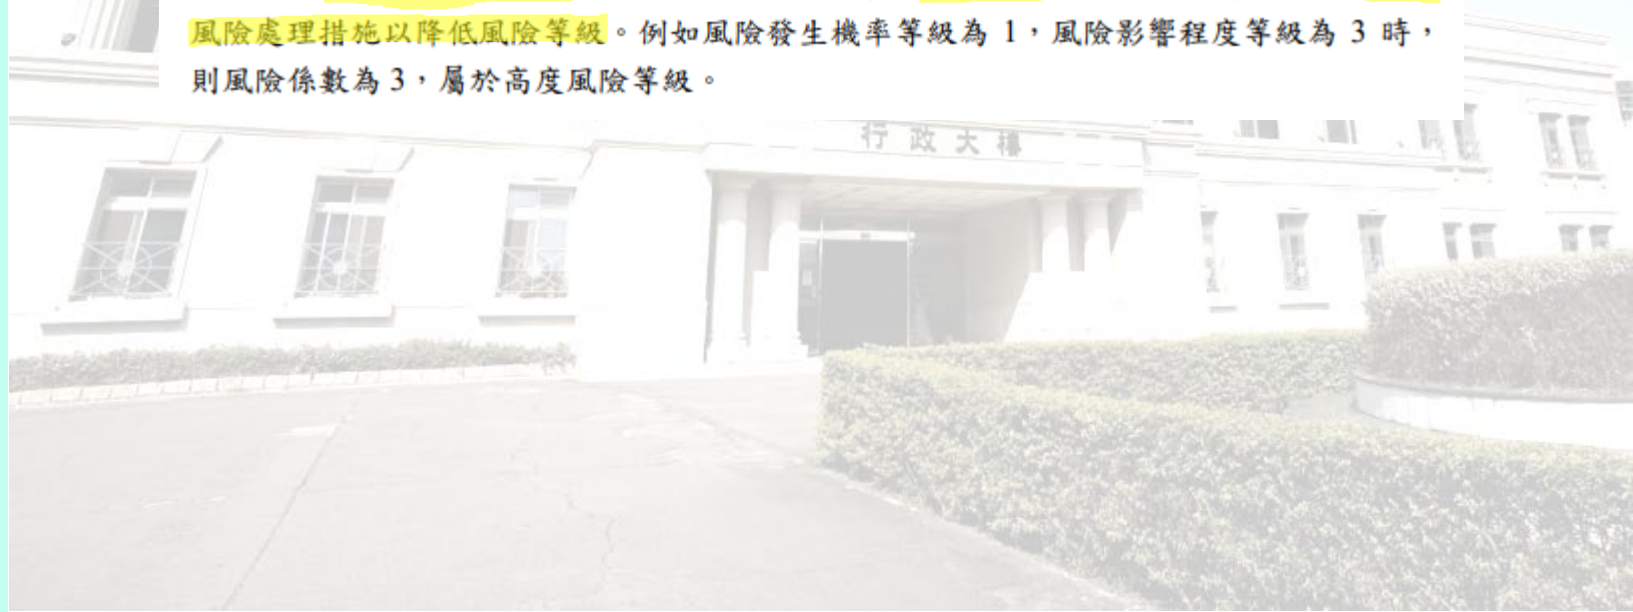 風險處理措施以降低風險等級。例如風險發生機率等級為 1，風險影響程度等級為 3 時，
則風險係數為 3，屬於高度風險等級。
行政大樓